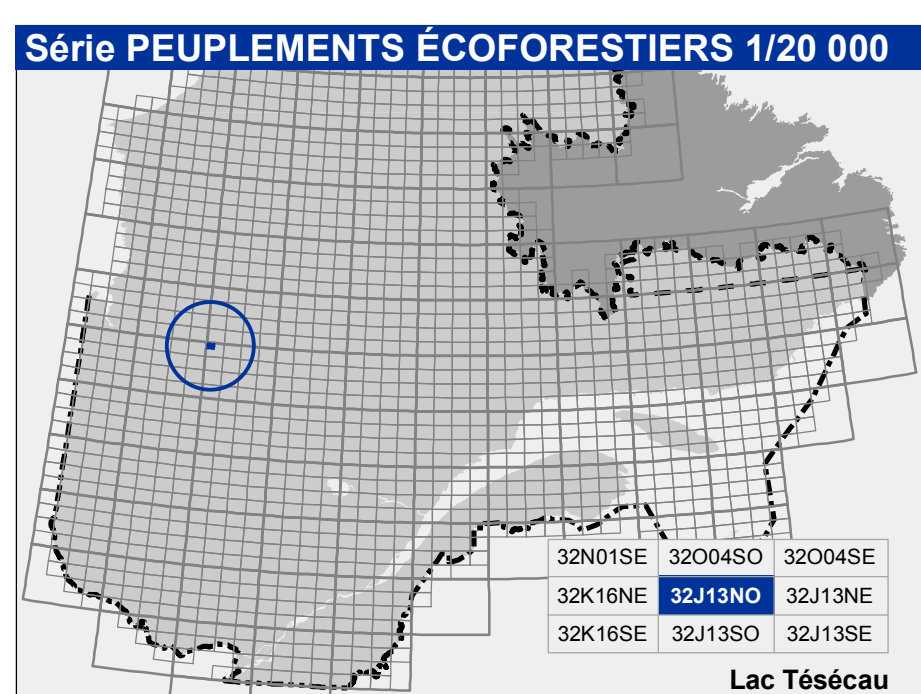 Série PEUPLEMENTS ÉCOFORESTIERS 1/20 000
32N01SE 32O04SO 32O04SE
32K16NE 32J13NO 32J13NE
32K16SE 32J13SO 32J13SE
Lac Tésécau